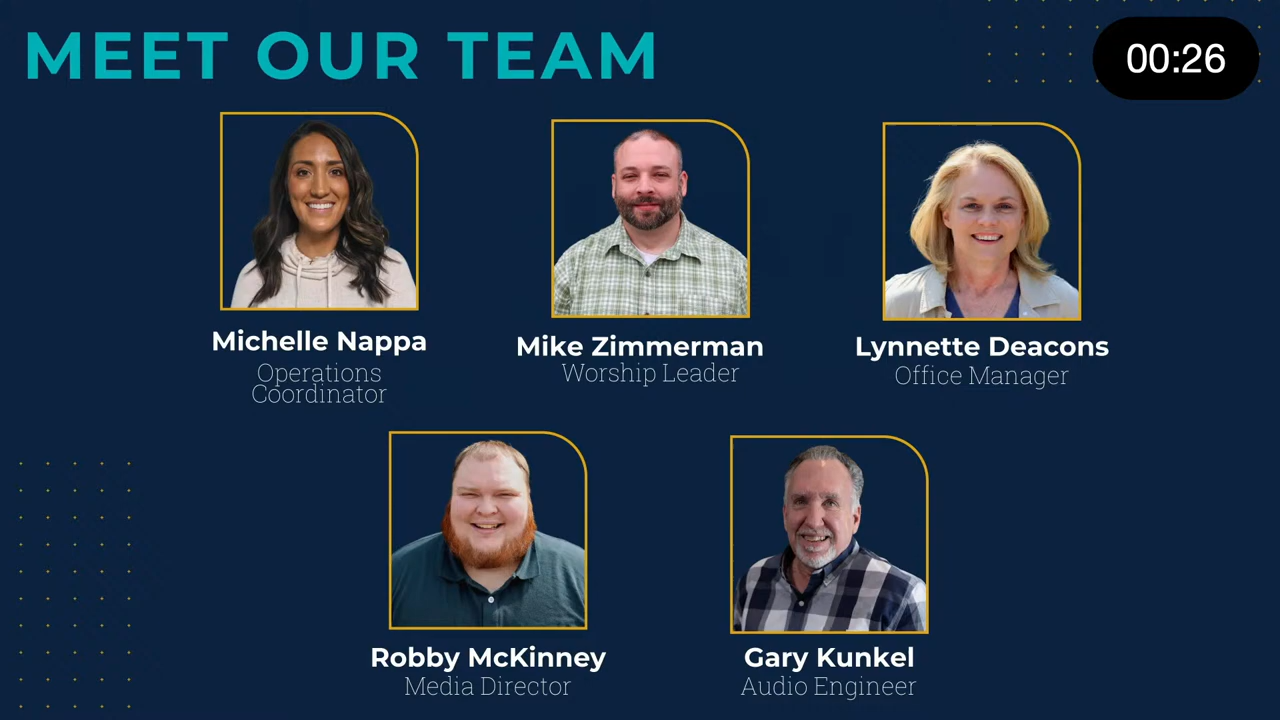 MEET OUR TEAM
00:26
Michelle Nappa
Operations
Coordinator
Mike Zimmerman
Worship Leader
Lynnette Deacons
Office Manager
Robby McKinney
Media Director
Gary Kunkel
Audio Engineer